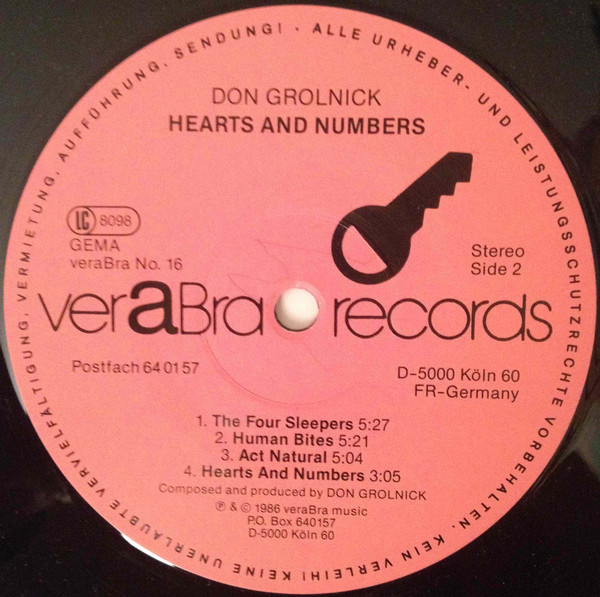 ALLE URHEBER- UND LEISTUNGSSCHUTZRECHTE VORBEHALTEN. KEIN VERLEIH! KEINE UNERLAUBTE VERVIELFÄLTIGUNG, VERMIETUNG, AUFFÜHRUNG, SENDUNG! ·
DON GROLNICK
HEARTS AND NUMBERS
LC 8098
GEMA
veraBra No. 16
Stereo
Side 2
veraBra records
Postfach 640157
D-5000 Köln 60
FR-Germany
1. The Four Sleepers 5:27
2. Human Bites 5:21
3. Act Natural 5:04
4. Hearts And Numbers 3:05
Composed and produced by DON GROLNICK
℗ & © 1986 veraBra music
P.O. Box 640157
D-5000 Köln 60